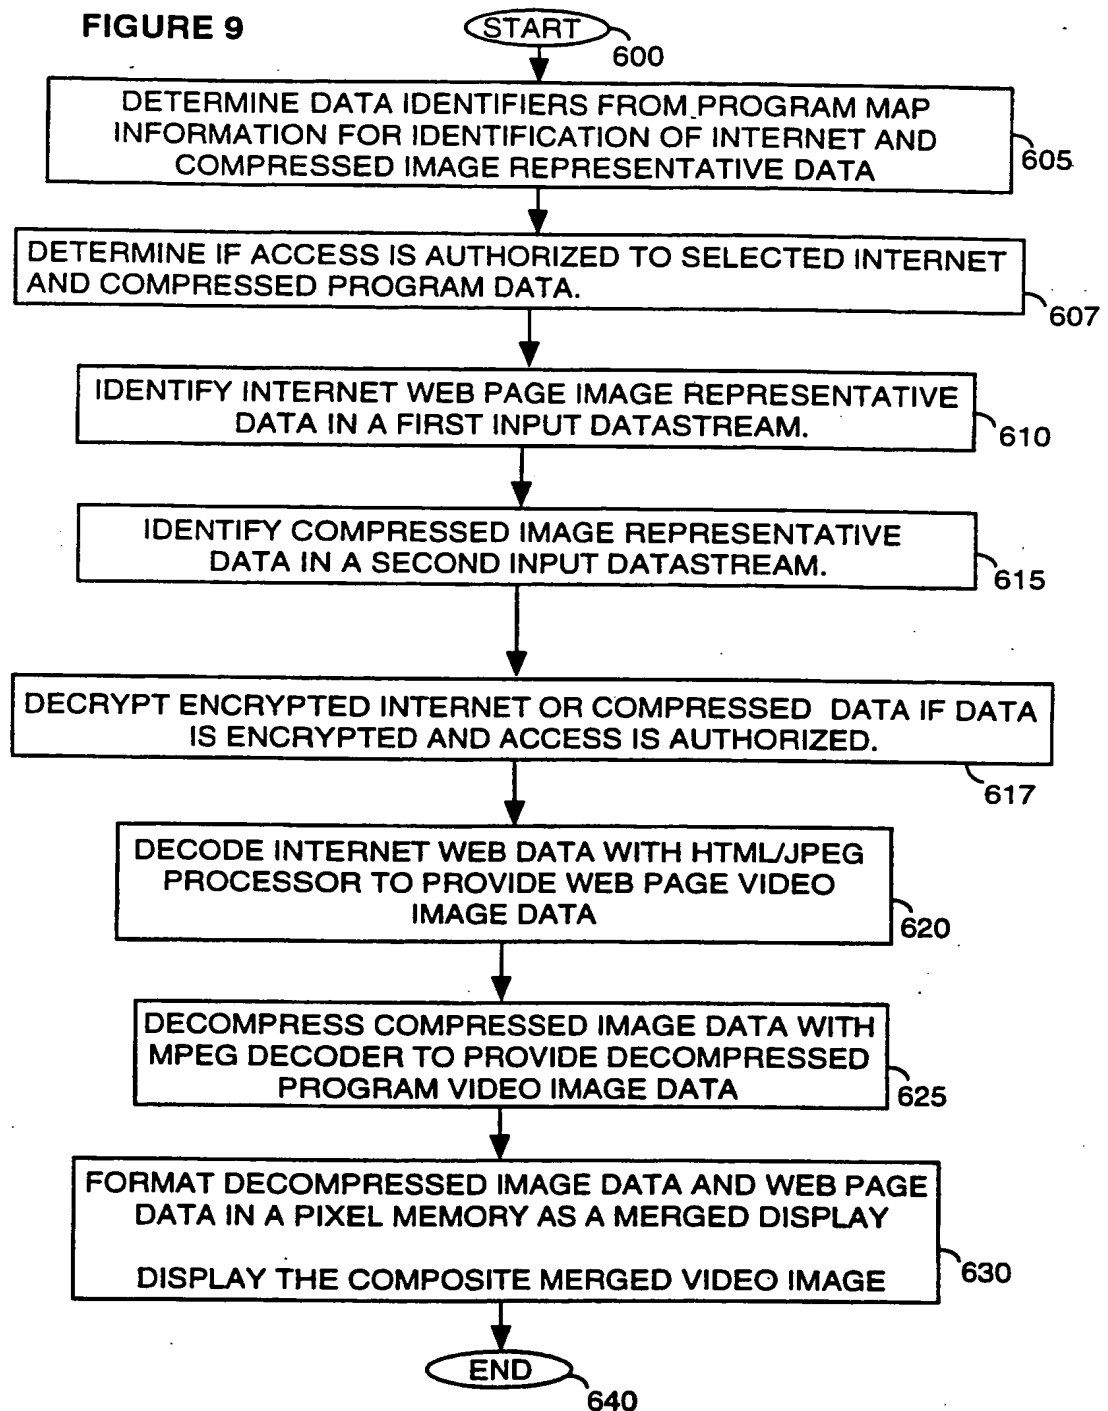 FIGURE 9
START
600
DETERMINE DATA IDENTIFIERS FROM PROGRAM MAP
INFORMATION FOR IDENTIFICATION OF INTERNET AND
COMPRESSED IMAGE REPRESENTATIVE DATA
605
DETERMINE IF ACCESS IS AUTHORIZED TO SELECTED INTERNET
AND COMPRESSED PROGRAM DATA.
607
IDENTIFY INTERNET WEB PAGE IMAGE REPRESENTATIVE
DATA IN A FIRST INPUT DATASTREAM.
610
IDENTIFY COMPRESSED IMAGE REPRESENTATIVE
DATA IN A SECOND INPUT DATASTREAM.
615
DECRYPT ENCRYPTED INTERNET OR COMPRESSED DATA IF DATA
IS ENCRYPTED AND ACCESS IS AUTHORIZED.
617
DECODE INTERNET WEB DATA WITH HTML/JPEG
PROCESSOR TO PROVIDE WEB PAGE VIDEO
IMAGE DATA
620
DECOMPRESS COMPRESSED IMAGE DATA WITH
MPEG DECODER TO PROVIDE DECOMPRESSED
PROGRAM VIDEO IMAGE DATA
625
FORMAT DECOMPRESSED IMAGE DATA AND WEB PAGE
DATA IN A PIXEL MEMORY AS A MERGED DISPLAY
DISPLAY THE COMPOSITE MERGED VIDEO IMAGE
630
END
640